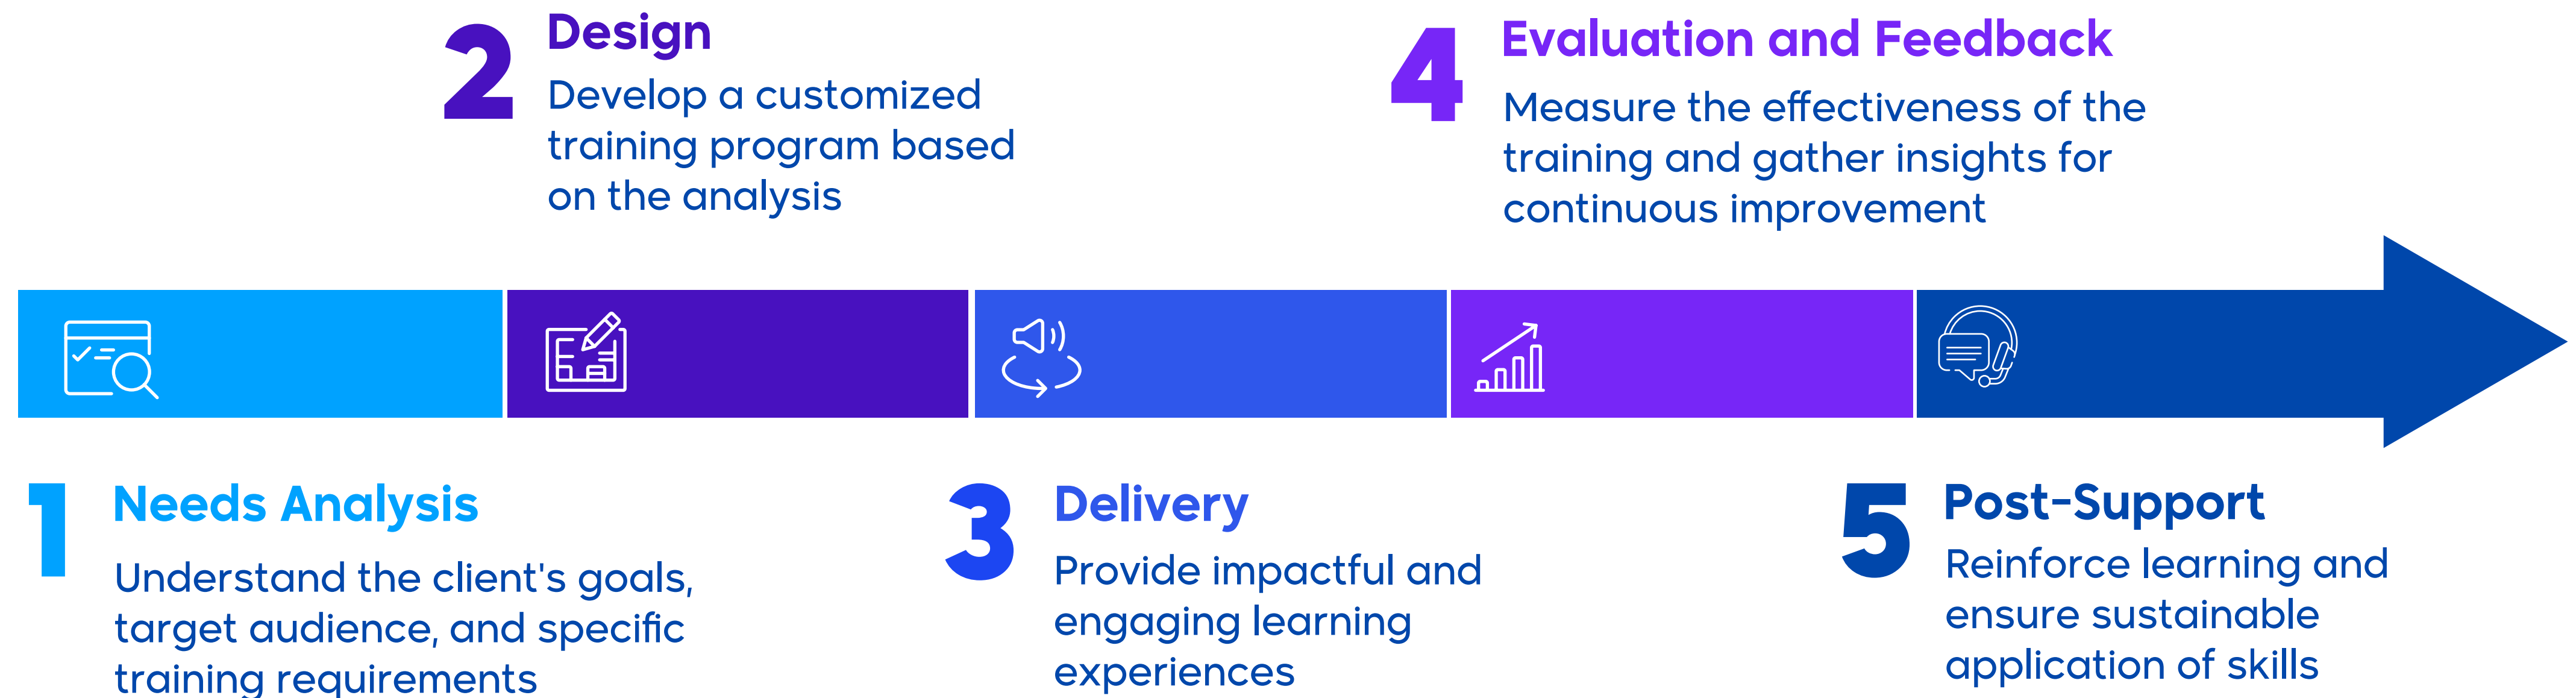 1
Needs Analysis
Understand the client's goals,
target audience, and specific
training requirements
2
Design
Develop a customized
training program based
on the analysis
3
Delivery
Provide impactful and
engaging learning
experiences
4
Evaluation and Feedback
Measure the effectiveness of the
training and gather insights for
continuous improvement
5
Post-Support
Reinforce learning and
ensure sustainable
application of skills